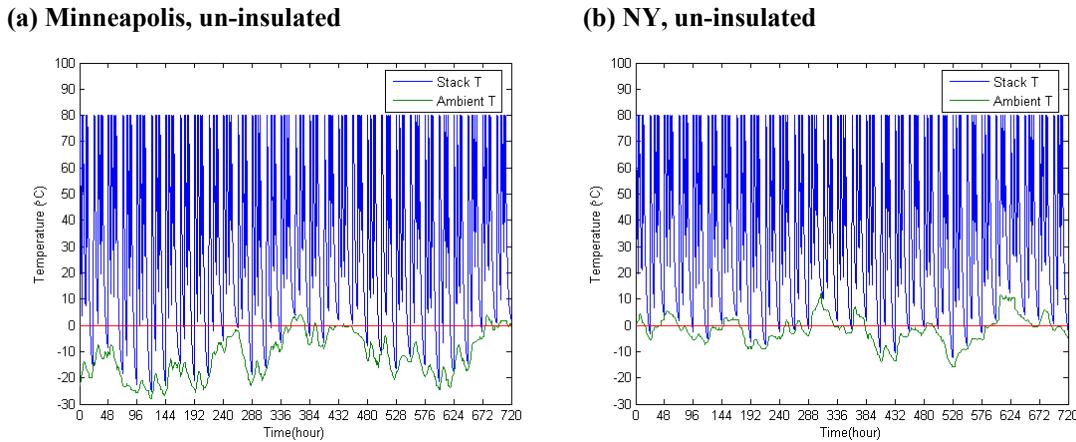 (a) Minneapolis, un-insulated
(b) NY, un-insulated
100
90
80
70
60
50
40
30
20
10
0
-10
-20
-30
Temperature (°C)
Stack T
Ambient T
0 48 96 144 192 240 288 336 384 432 480 528 576 624 672 720
Time(hour)
100
90
80
70
60
50
40
30
20
10
0
-10
-20
-30
Temperature (°C)
Stack T
Ambient T
0 48 96 144 192 240 288 336 384 432 480 528 576 624 672 720
Time(hour)